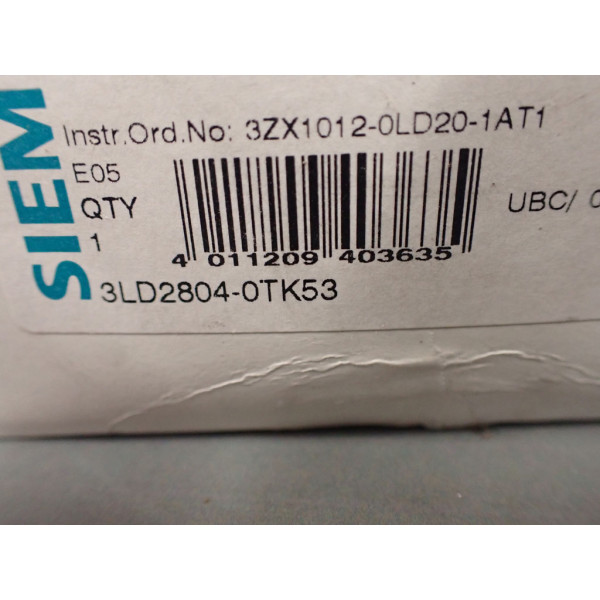 SIEM
Instr.Ord.No: 3ZX1012-0LD20-1AT1
E05
QTY
1
UBC/
4 011209 403635
3LD2804-0TK53